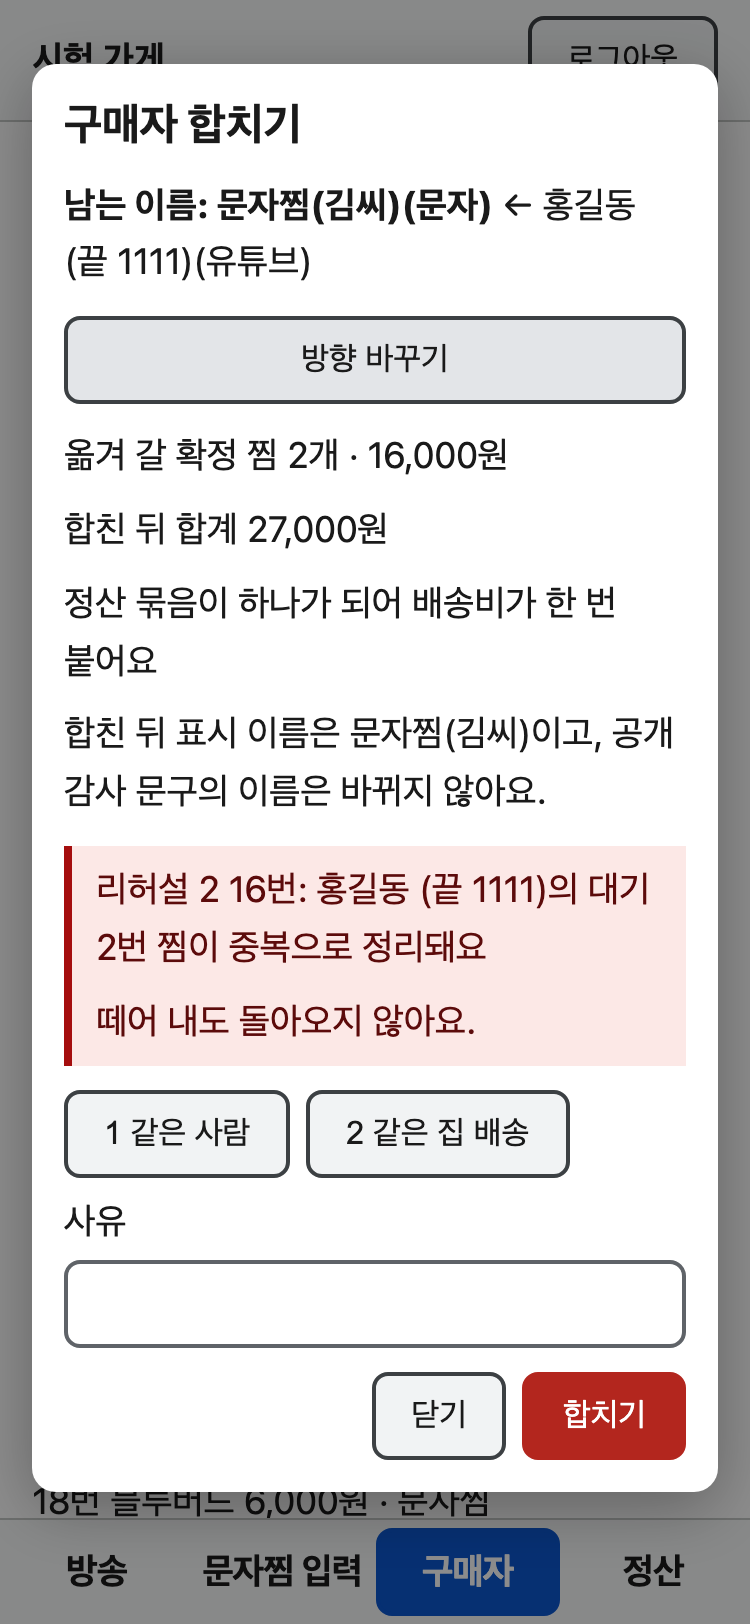 시험 가게
로그아웃
구매자 합치기
남는 이름: 문자찜(김씨)(문자) ← 홍길동
(끝 1111)(유튜브)
방향 바꾸기
옮겨 갈 확정 찜 2개 · 16,000원
합친 뒤 합계 27,000원
정산 묶음이 하나가 되어 배송비가 한 번
붙어요
합친 뒤 표시 이름은 문자찜(김씨)이고, 공개
감사 문구의 이름은 바뀌지 않아요.
리허설 2 16번: 홍길동 (끝 1111)의 대기
2번 찜이 중복으로 정리돼요
떼어 내도 돌아오지 않아요.
1 같은 사람
2 같은 집 배송
사유
닫기
합치기
18번 블루버드 6,000원 · 문자찜
방송
문자찜 입력
구매자
정산